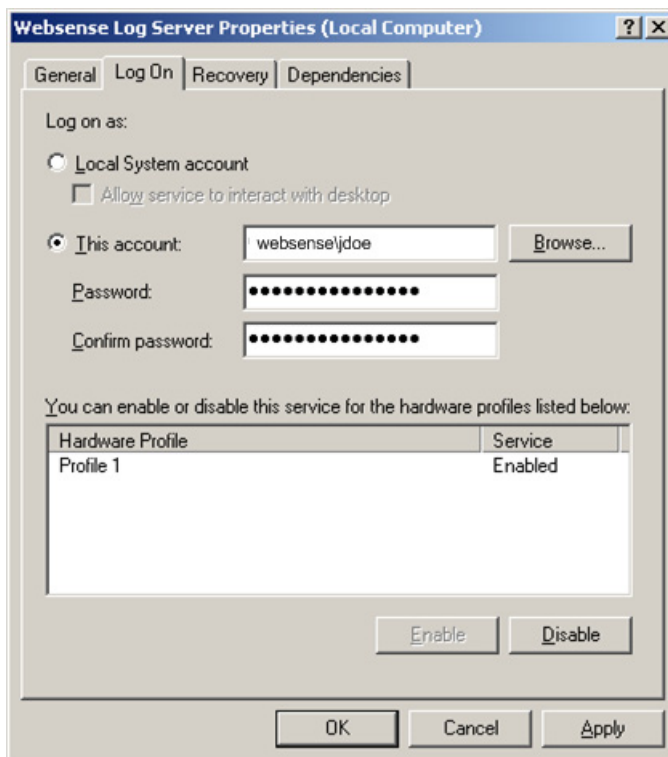 Websense Log Server Properties (Local Computer) ? X
General Log On Recovery Dependencies
Log on as:
Local System account
Allow service to interact with desktop
This account: websense\jdoe Browse...
Password: ●●●●●●●●●●●●●●●
Confirm password: ●●●●●●●●●●●●●●●
You can enable or disable this service for the hardware profiles listed below:
Hardware Profile Service
Profile 1 Enabled
Enable Disable
OK Cancel Apply